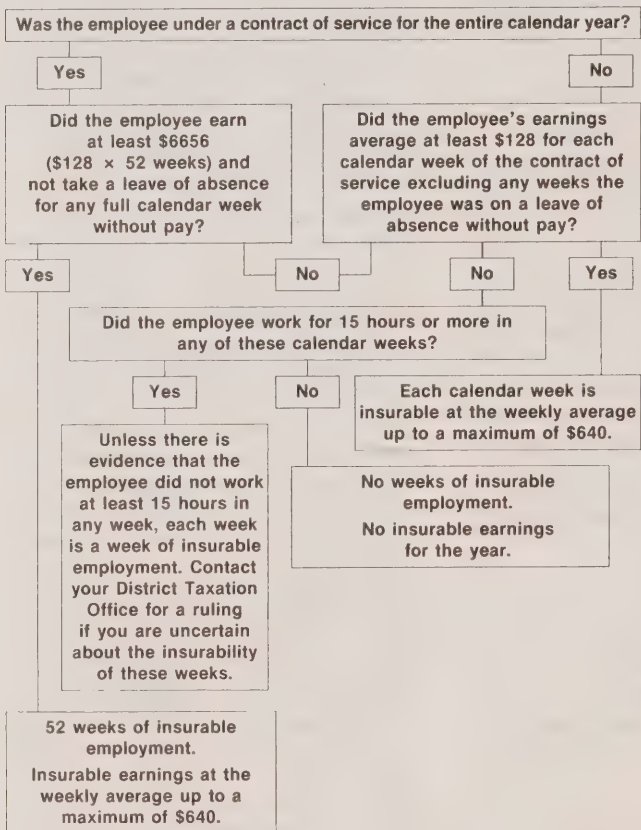 Was the employee under a contract of service for the entire calendar year?
Yes
No
Did the employee earn
at least $6656
($128 × 52 weeks) and
not take a leave of absence
for any full calendar week
without pay?
Did the employee's earnings
average at least $128 for each
calendar week of the contract of
service excluding any weeks the
employee was on a leave of
absence without pay?
Yes
No
No
Yes
Did the employee work for 15 hours or more in
any of these calendar weeks?
Yes
No
Each calendar week is
insurable at the weekly average
up to a maximum of $640.
Unless there is
evidence that the
employee did not work
at least 15 hours in
any week, each week
is a week of insurable
employment. Contact
your District Taxation
Office for a ruling
if you are uncertain
about the insurability
of these weeks.
No weeks of insurable
employment.
No insurable earnings
for the year.
52 weeks of insurable
employment.
Insurable earnings at the
weekly average up to a
maximum of $640.